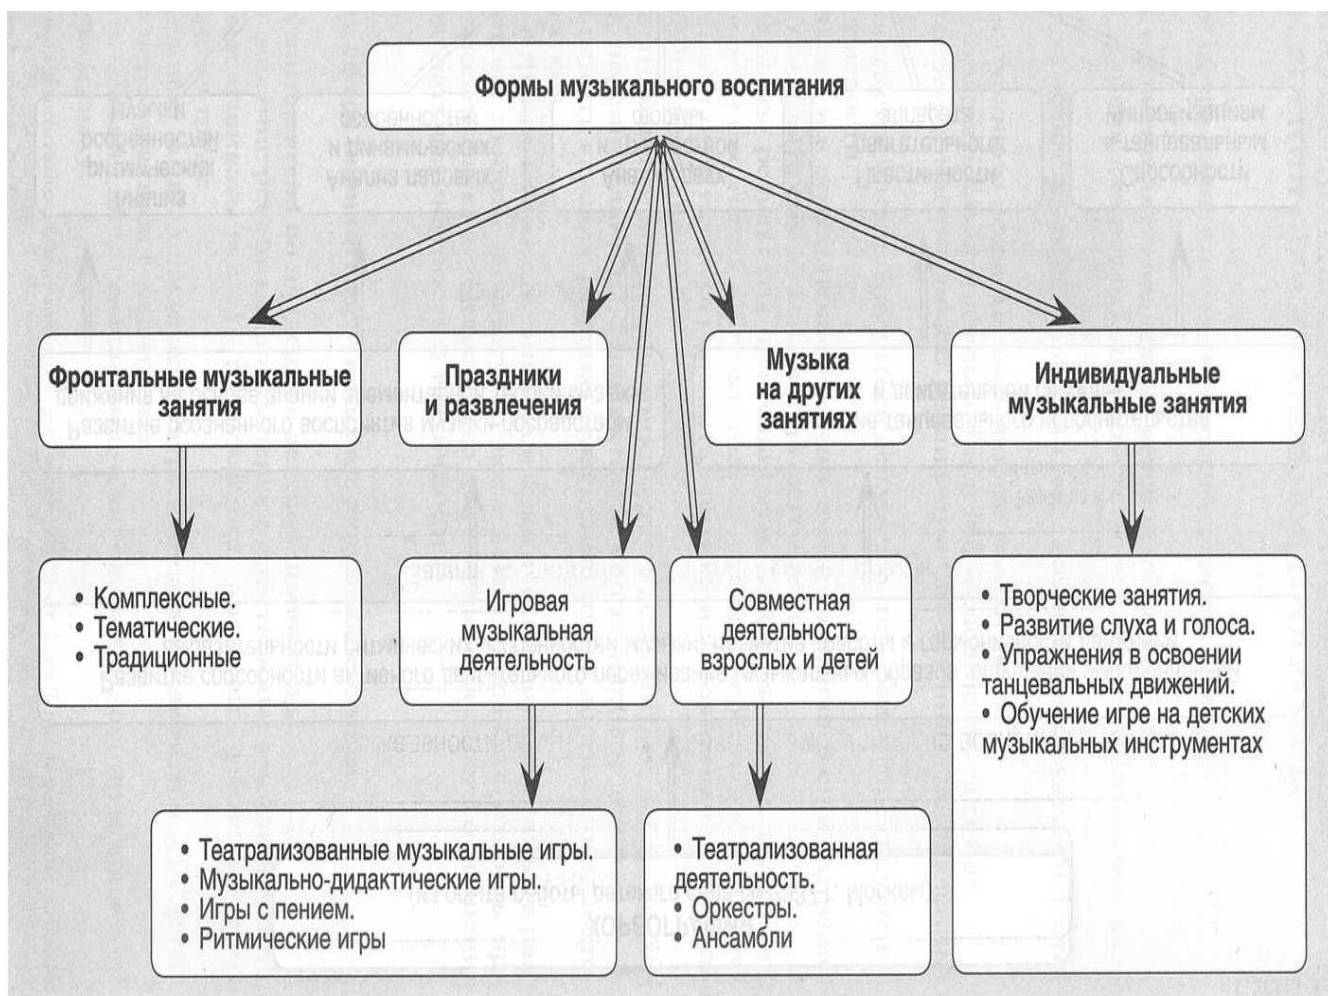 Формы музыкального воспитания
Фронтальные музыкальные
занятия
Праздники
и развлечения
Музыка
на других
занятиях
Индивидуальные
музыкальные занятия
• Комплексные.
• Тематические.
• Традиционные
Игровая
музыкальная
деятельность
Совместная
деятельность
взрослых и детей
• Творческие занятия.
• Развитие слуха и голоса.
• Упражнения в освоении
танцевальных движений.
• Обучение игре на детских
музыкальных инструментах
• Театрализованные музыкальные игры.
• Музыкально-дидактические игры.
• Игры с пением.
• Ритмические игры
• Театрализованная
деятельность.
• Оркестры.
• Ансамбли